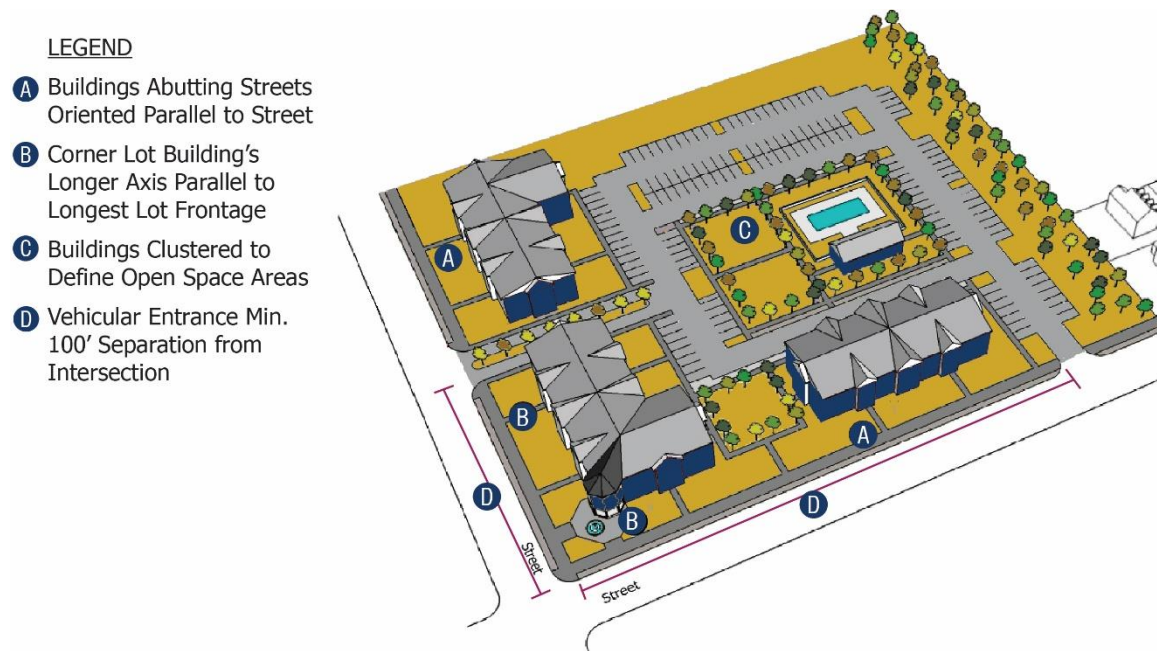 LEGEND
A Buildings Abutting Streets
Oriented Parallel to Street
B Corner Lot Building's
Longer Axis Parallel to
Longest Lot Frontage
C Buildings Clustered to
Define Open Space Areas
D Vehicular Entrance Min.
100' Separation from
Intersection
C
A
B
A
D
D
B
Street
Street